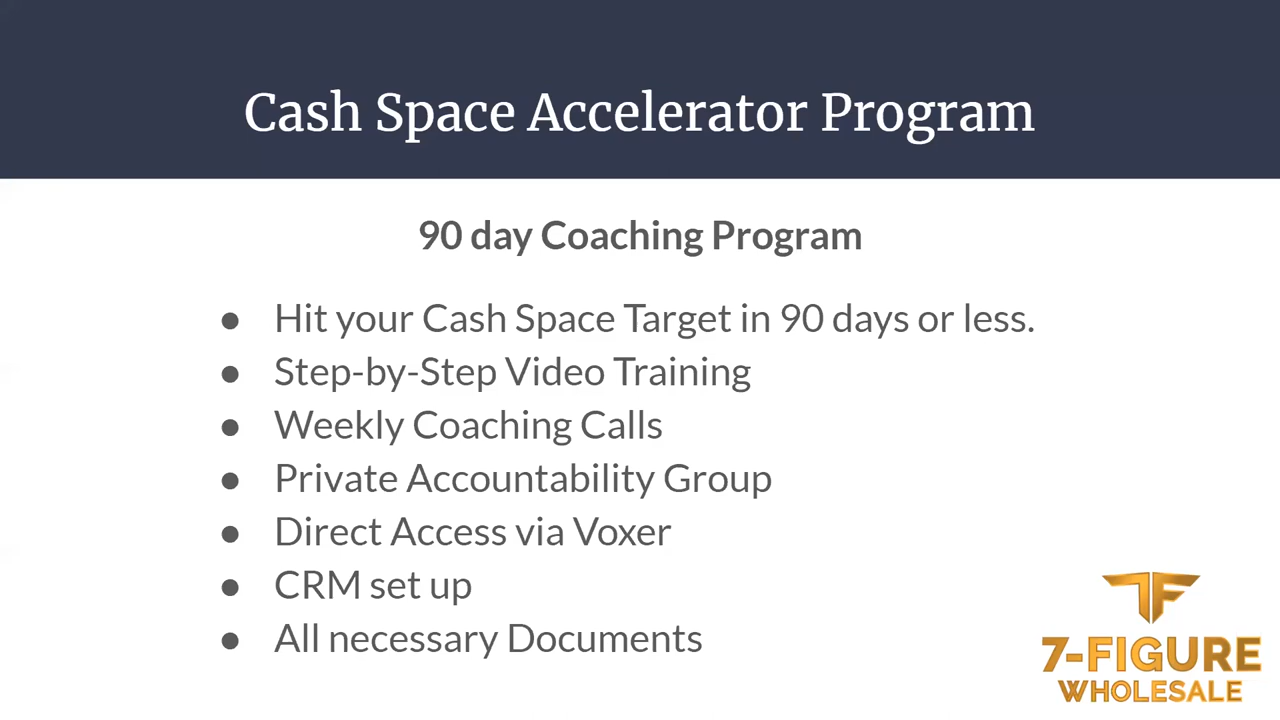 Cash Space Accelerator Program
90 day Coaching Program
● Hit your Cash Space Target in 90 days or less.
● Step-by-Step Video Training
● Weekly Coaching Calls
● Private Accountability Group
● Direct Access via Voxer
● CRM set up
● All necessary Documents
7-FIGURE
WHOLESALE